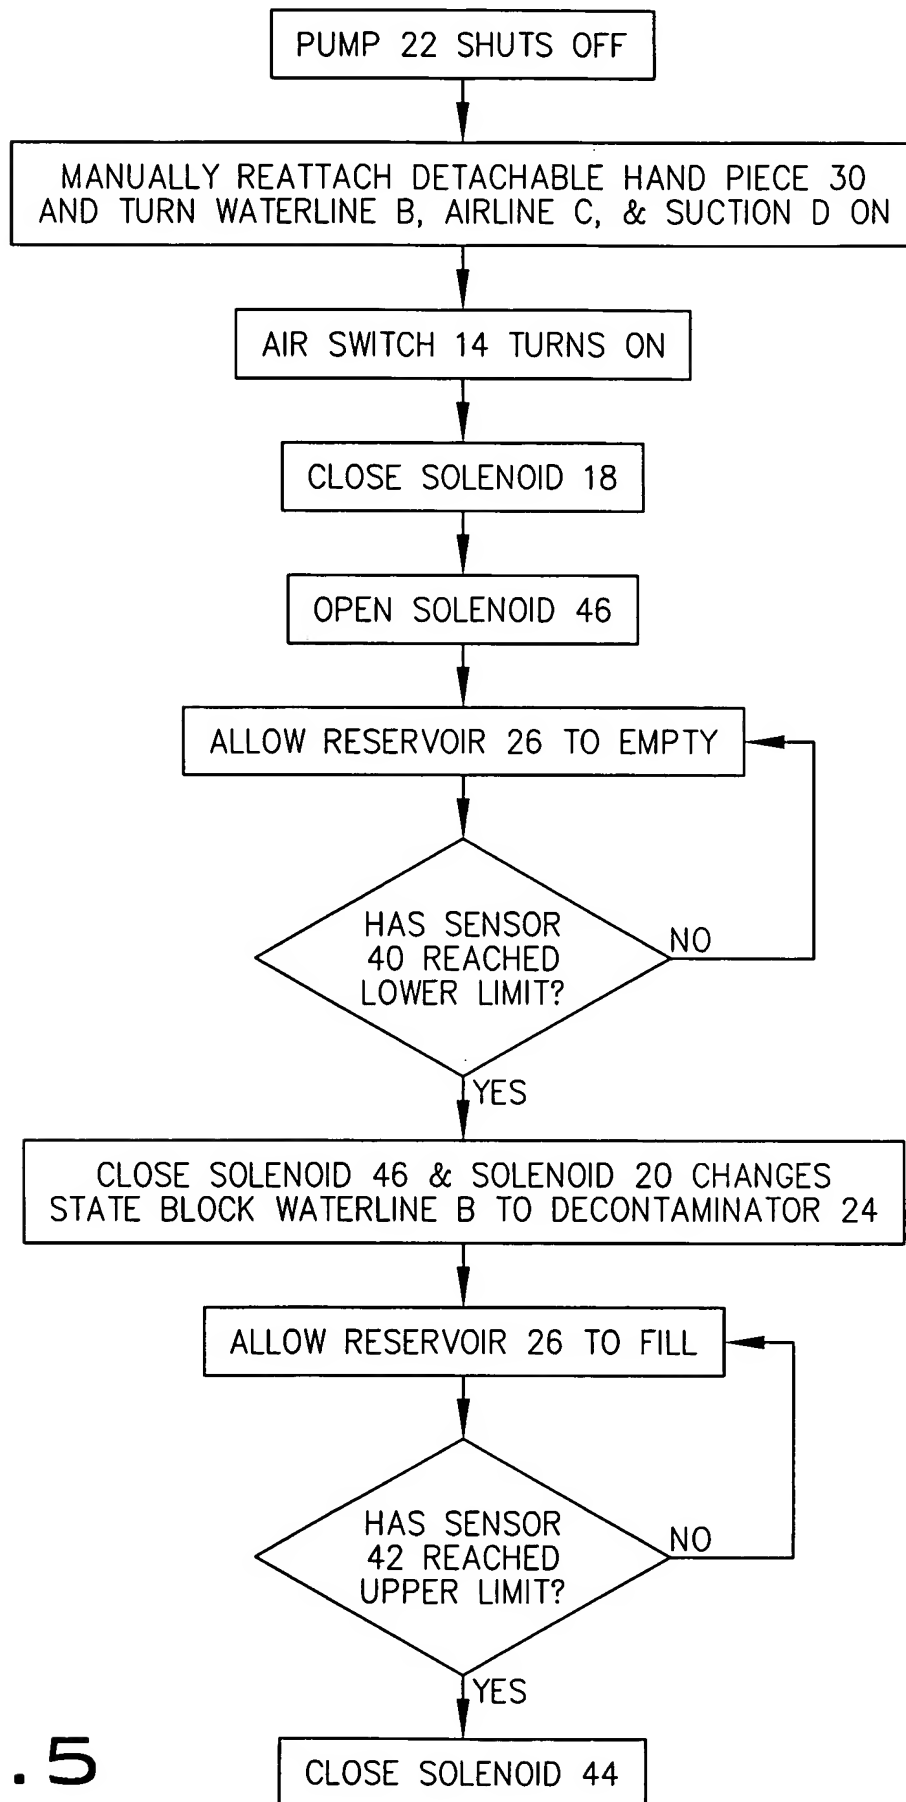 PUMP 22 SHUTS OFF
MANUALLY REATTACH DETACHABLE HAND PIECE 30
AND TURN WATERLINE B, AIRLINE C, & SUCTION D ON
AIR SWITCH 14 TURNS ON
CLOSE SOLENOID 18
OPEN SOLENOID 46
ALLOW RESERVOIR 26 TO EMPTY
HAS SENSOR
40 REACHED
LOWER LIMIT?
NO
YES
CLOSE SOLENOID 46 & SOLENOID 20 CHANGES
STATE BLOCK WATERLINE B TO DECONTAMINATOR 24
ALLOW RESERVOIR 26 TO FILL
HAS SENSOR
42 REACHED
UPPER LIMIT?
NO
YES
CLOSE SOLENOID 44
.5